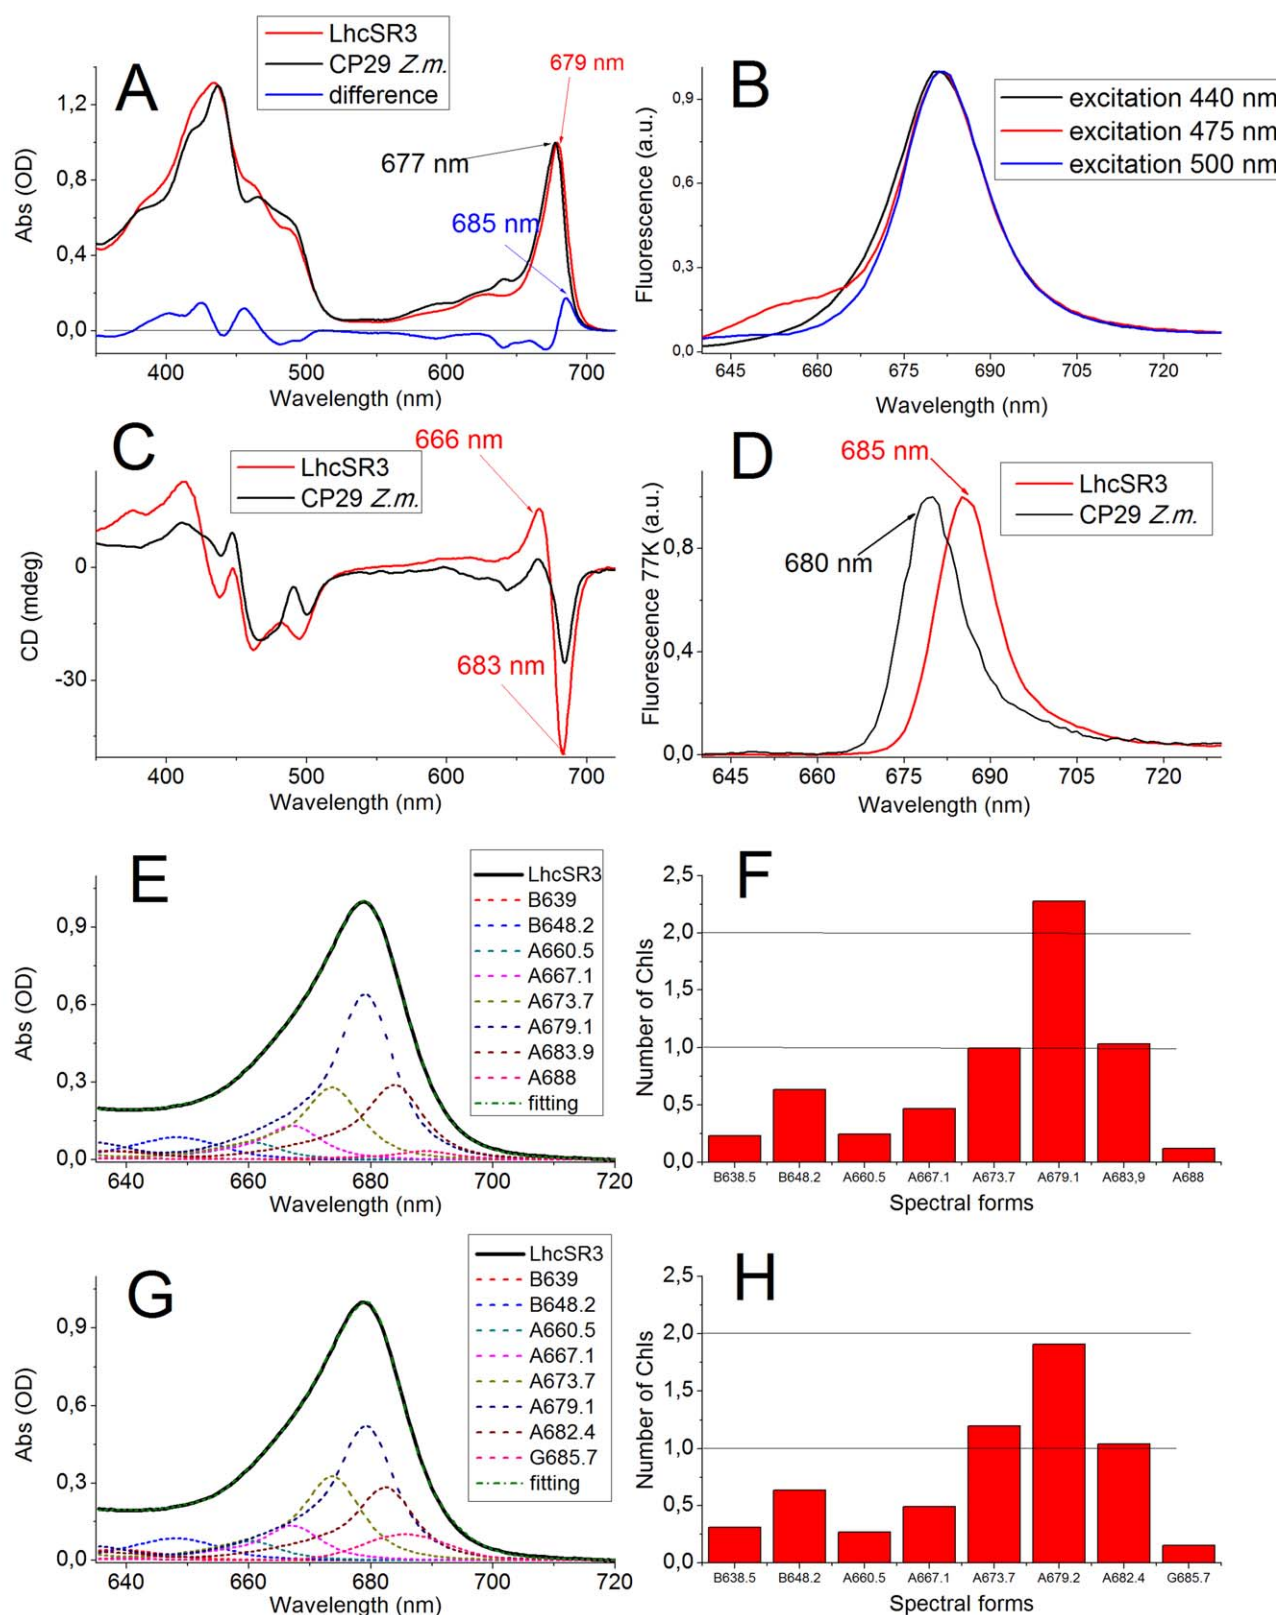 A
LhcSR3
CP29 Z.m.
difference
679 nm
677 nm
685 nm
Abs (OD)
1,2
0,8
0,4
0,0
400 500 600 700
Wavelength (nm)
B
excitation 440 nm
excitation 475 nm
excitation 500 nm
Fluorescence (a.u.)
0.9
0.6
0.3
0,0
645 660 675 690 705 720
Wavelength (nm)
C
LhcSR3
CP29 Z.m.
666 nm
683 nm
CD (mdeg)
0
-30
400 500 600 700
Wavelength (nm)
D
685 nm
680 nm
LhcSR3
CP29 Z.m.
Fluorescence 77K (a.u.)
0,8
0,4
0,0
645 660 675 690 705 720
Wavelength (nm)
E
LhcSR3
B639
B648.2
A660.5
A667.1
A673.7
A679.1
A683.9
A688
fitting
Abs (OD)
0,9
0,6
0,3
0,0
640 660 680 700 720
Wavelength (nm)
F
Number of Chls
2,5
2,0
1,5
1,0
0,5
0,0
B638.5 B648.2 A660.5 A667.1 A673.7 A679.1 A683,9 A688
Spectral forms
G
LhcSR3
B639
B648.2
A660.5
A667.1
A673.7
A679.1
A682.4
G685.7
fitting
Abs (OD)
0,9
0,6
0,3
0,0
640 660 680 700 720
Wavelength (nm)
H
Number of Chls
2,5
2,0
1,5
1,0
0,5
0,0
B638.5 B648.2 A660.5 A667.1 A673.7 A679.2 A682.4 G685.7
Spectral forms